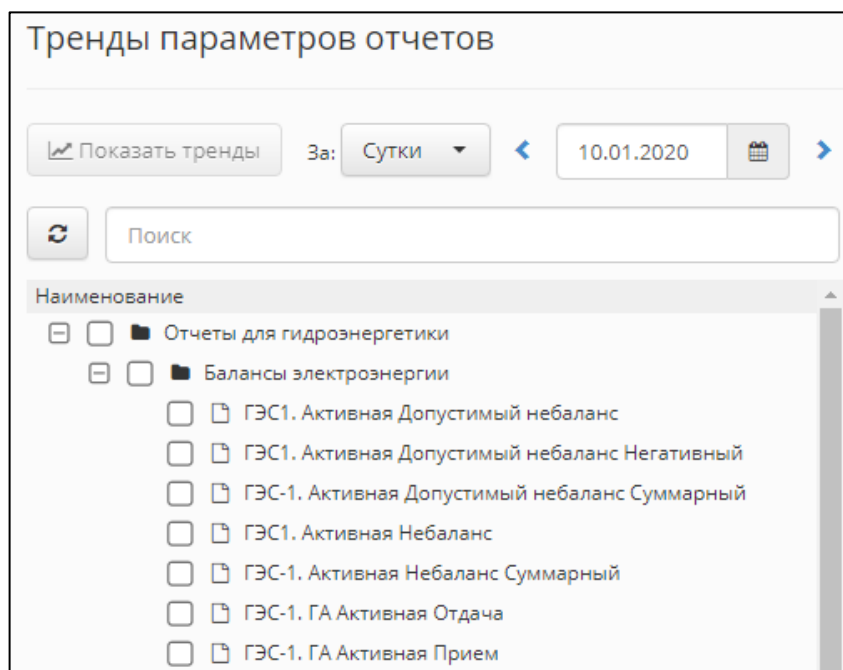 Тренды параметров отчетов
Показать тренды За: Сутки 10.01.2020
Поиск
Наименование
Отчеты для гидроэнергетики
Балансы электроэнергии
ГЭС1. Активная Допустимый небаланс
ГЭС1. Активная Допустимый небаланс Негативный
ГЭС-1. Активная Допустимый небаланс Суммарный
ГЭС1. Активная Небаланс
ГЭС-1. Активная Небаланс Суммарный
ГЭС-1. ГА Активная Отдача
ГЭС-1. ГА Активная Прием